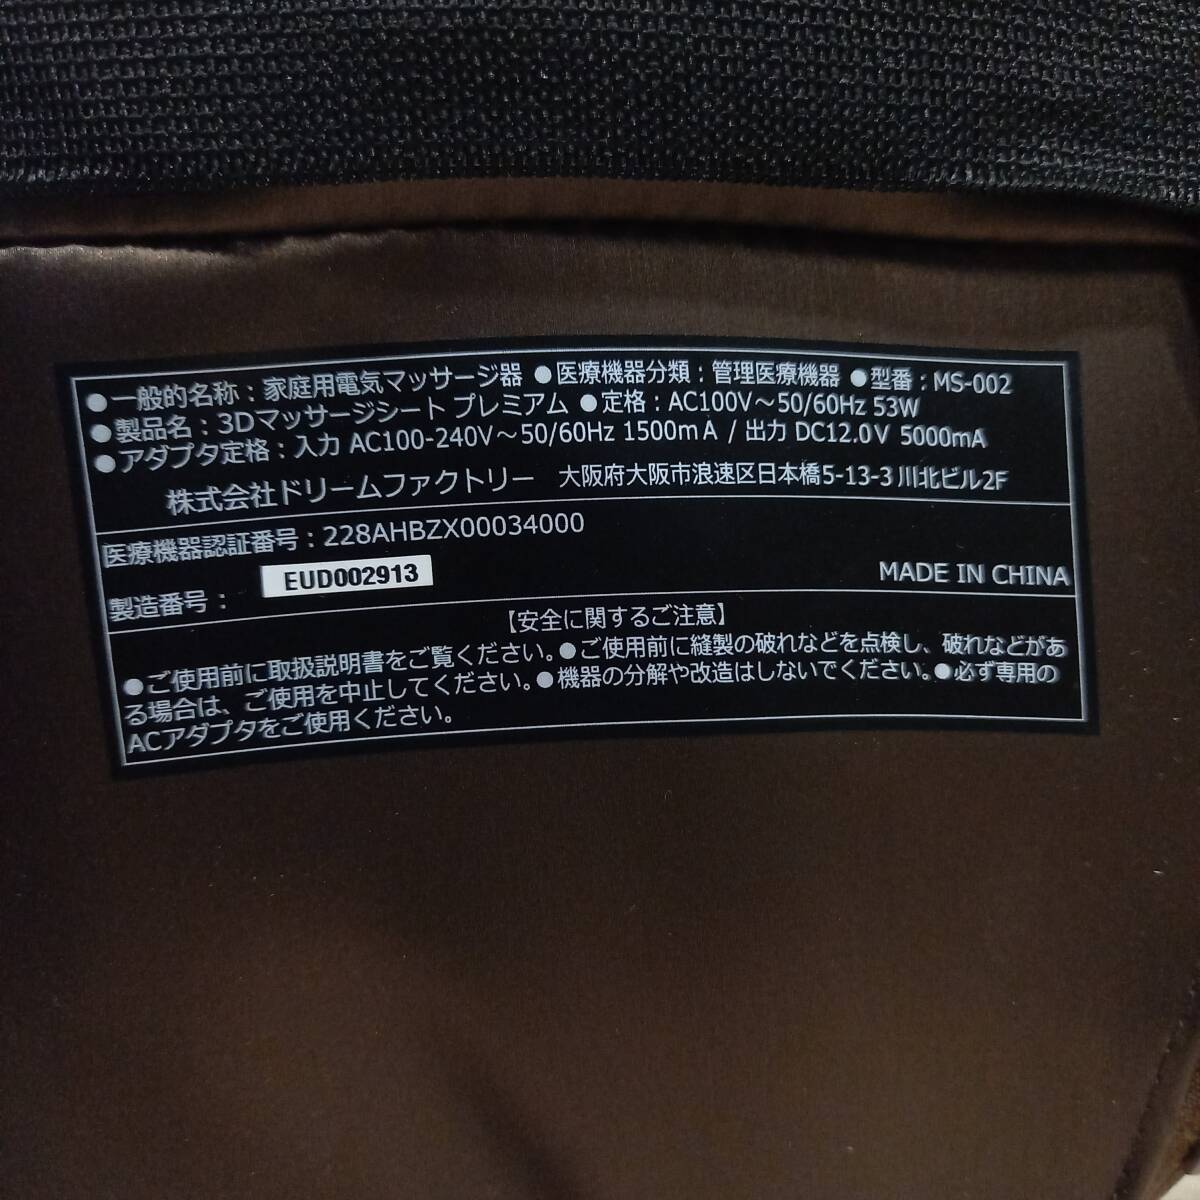 ●一般的名称：家庭用電気マッサージ器 ●医療機器分類：管理医療機器 ●型番：MS-002
●製品名：3Dマッサージシート プレミアム ●定格：AC100V～50/60Hz 53W
●アダプタ定格：入力 AC100-240V～50/60Hz 1500mA / 出力 DC12.0V 5000mA
株式会社ドリームファクトリー 大阪府大阪市浪速区日本橋5-13-3 川北ビル2F
医療機器認証番号：228AHBZX00034000
製造番号： EUD002913 MADE IN CHINA
【安全に関するご注意】
●ご使用前に取扱説明書をご覧ください。●ご使用前に縫製の破れなどを点検し、破れなどがあ
る場合は、ご使用を中止してください。●機器の分解や改造はしないでください。●必ず専用の
ACアダプタをご使用ください。